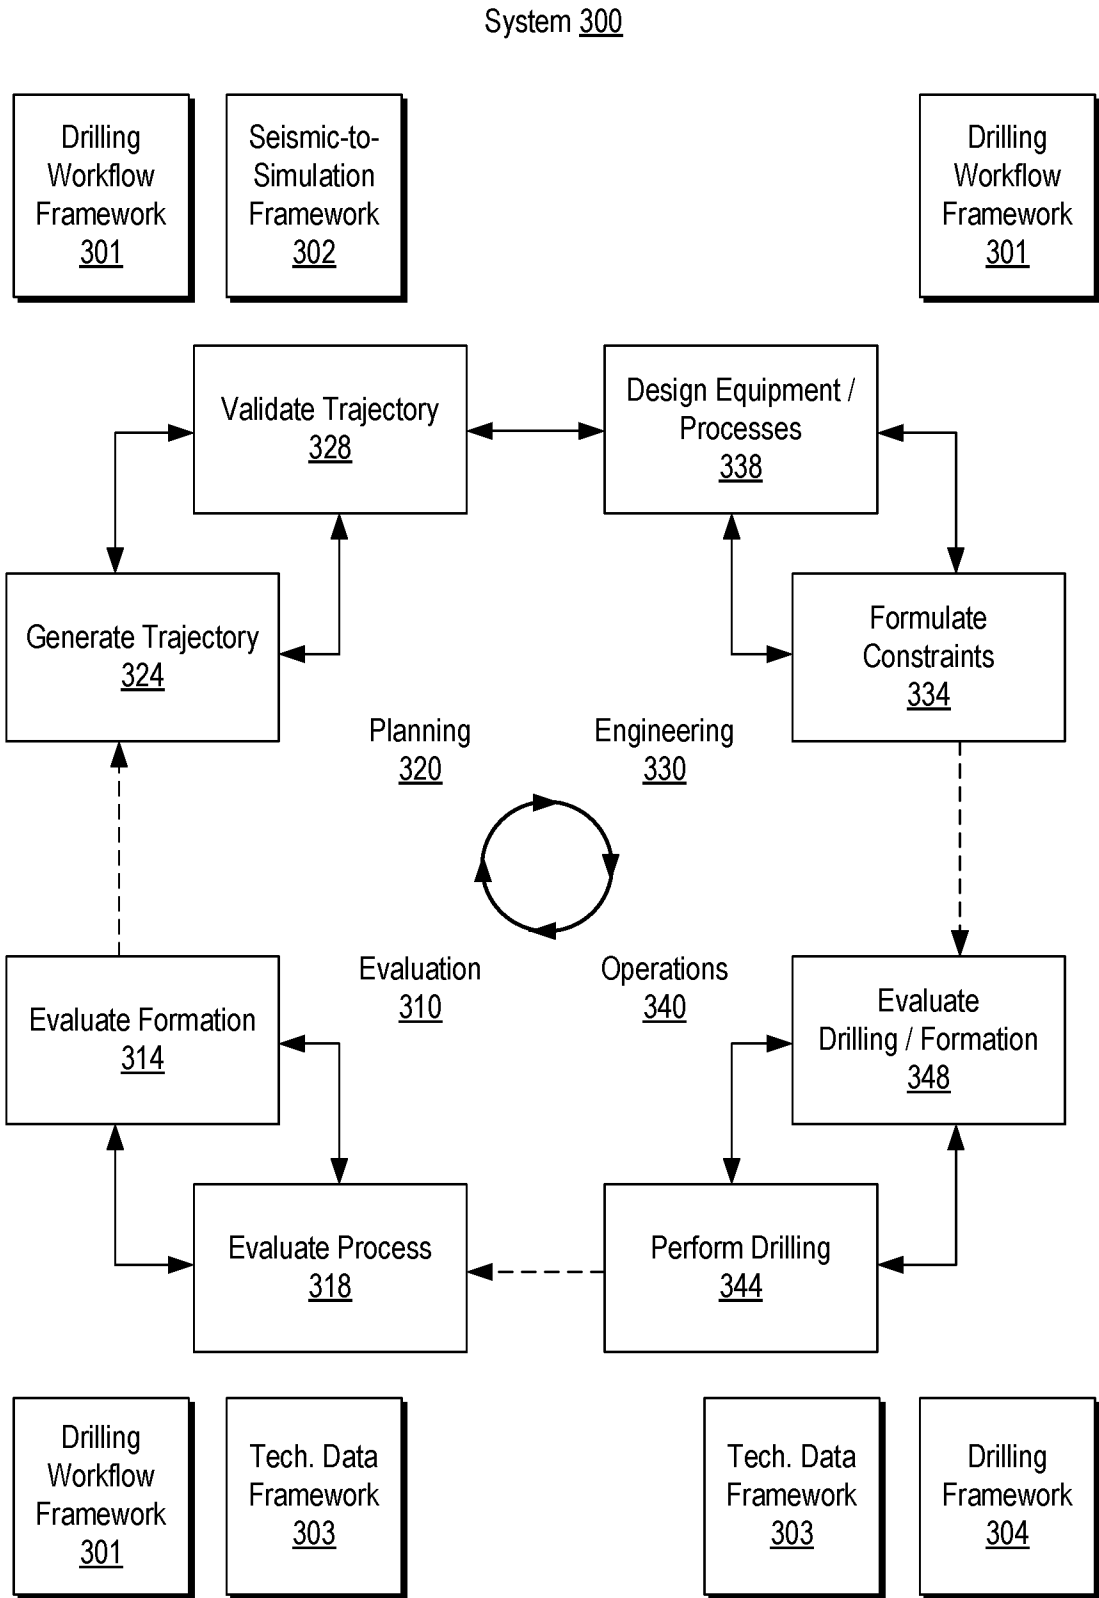 System 300
Drilling
Workflow
Framework
301
Seismic-to-
Simulation
Framework
302
Drilling
Workflow
Framework
301
Validate Trajectory
328
Design Equipment /
Processes
338
Generate Trajectory
324
Formulate
Constraints
334
Planning
320
Engineering
330
Evaluation
310
Operations
340
Evaluate Formation
314
Evaluate
Drilling / Formation
348
Evaluate Process
318
Perform Drilling
344
Drilling
Workflow
Framework
301
Tech. Data
Framework
303
Tech. Data
Framework
303
Drilling
Framework
304